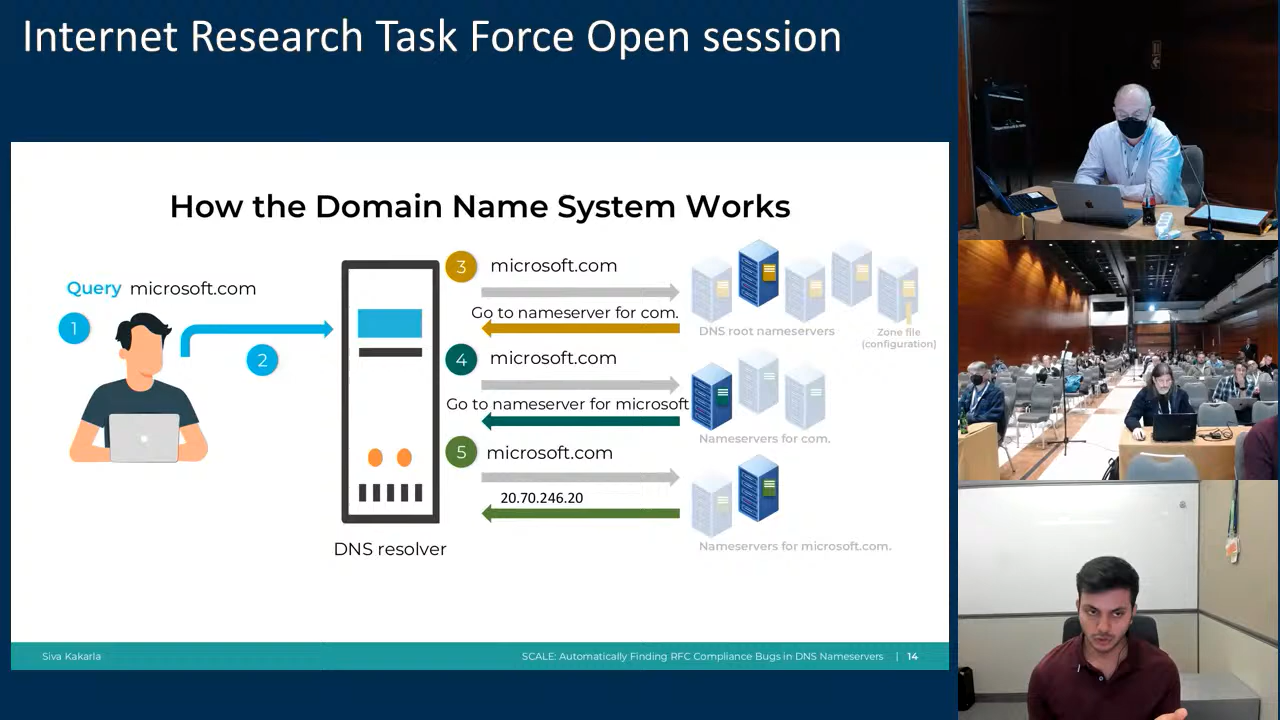 Internet Research Task Force Open session
How the Domain Name System Works
Query microsoft.com
1
2
DNS resolver
3 microsoft.com
Go to nameserver for com.
DNS root nameservers
Zone file
(configuration)
4 microsoft.com
Go to nameserver for microsoft
Nameservers for com.
5 microsoft.com
20.70.246.20
Nameservers for microsoft.com.
Siva Kakarla
SCALE: Automatically Finding RFC Compliance Bugs in DNS Nameservers | 14